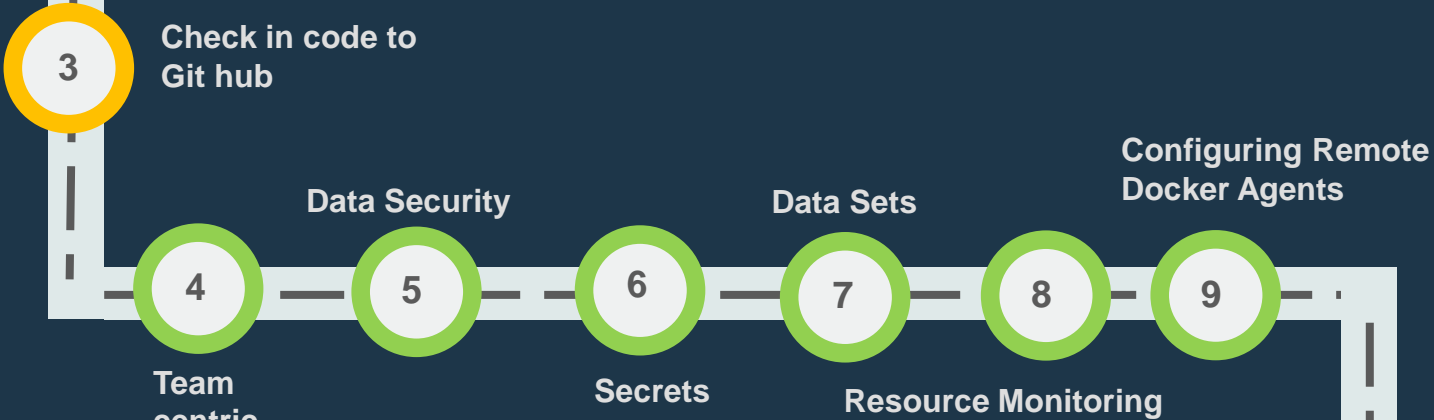 3
Check in code to
Git hub
Configuring Remote
Docker Agents
Data Security
Data Sets
4
5
6
7
8
9
Team
centric
Secrets
Resource Monitoring